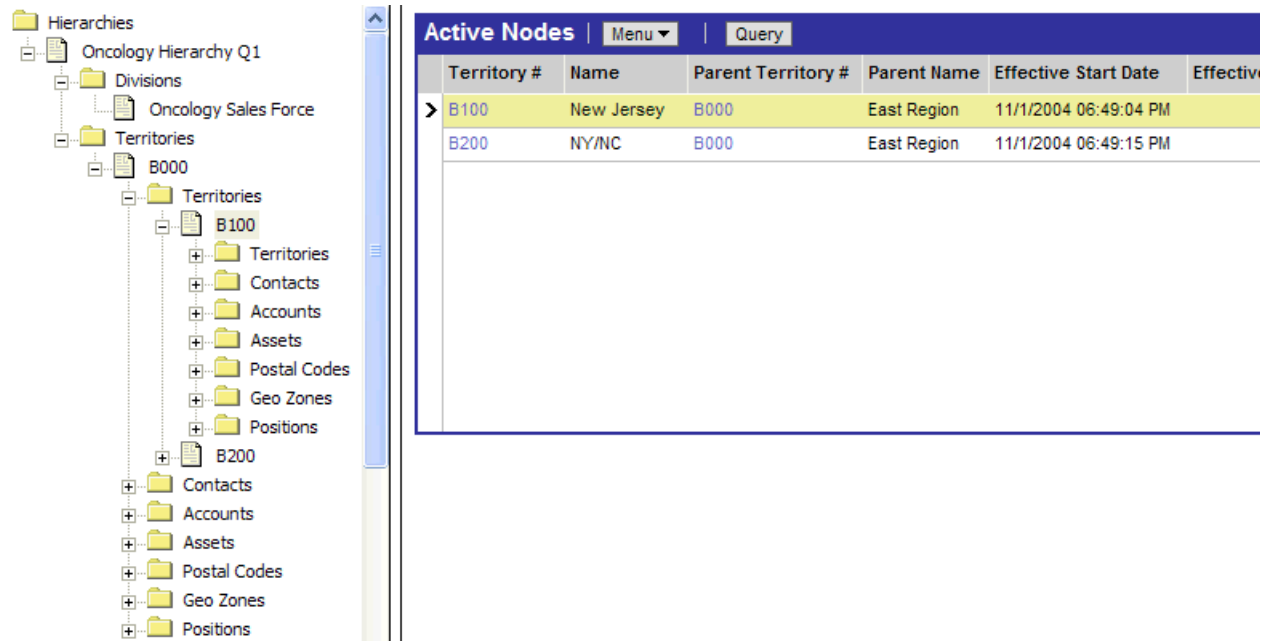 Hierarchies
Oncology Hierarchy Q1
Divisions
Oncology Sales Force
Territories
B000
Territories
B100
Territories
Contacts
Accounts
Assets
Postal Codes
Geo Zones
Positions
B200
Contacts
Accounts
Assets
Postal Codes
Geo Zones
Positions
Active Nodes | Menu | Query
Territory # Name Parent Territory # Parent Name Effective Start Date Effectiv
B100 New Jersey B000 East Region 11/1/2004 06:49:04 PM
B200 NY/NC B000 East Region 11/1/2004 06:49:15 PM